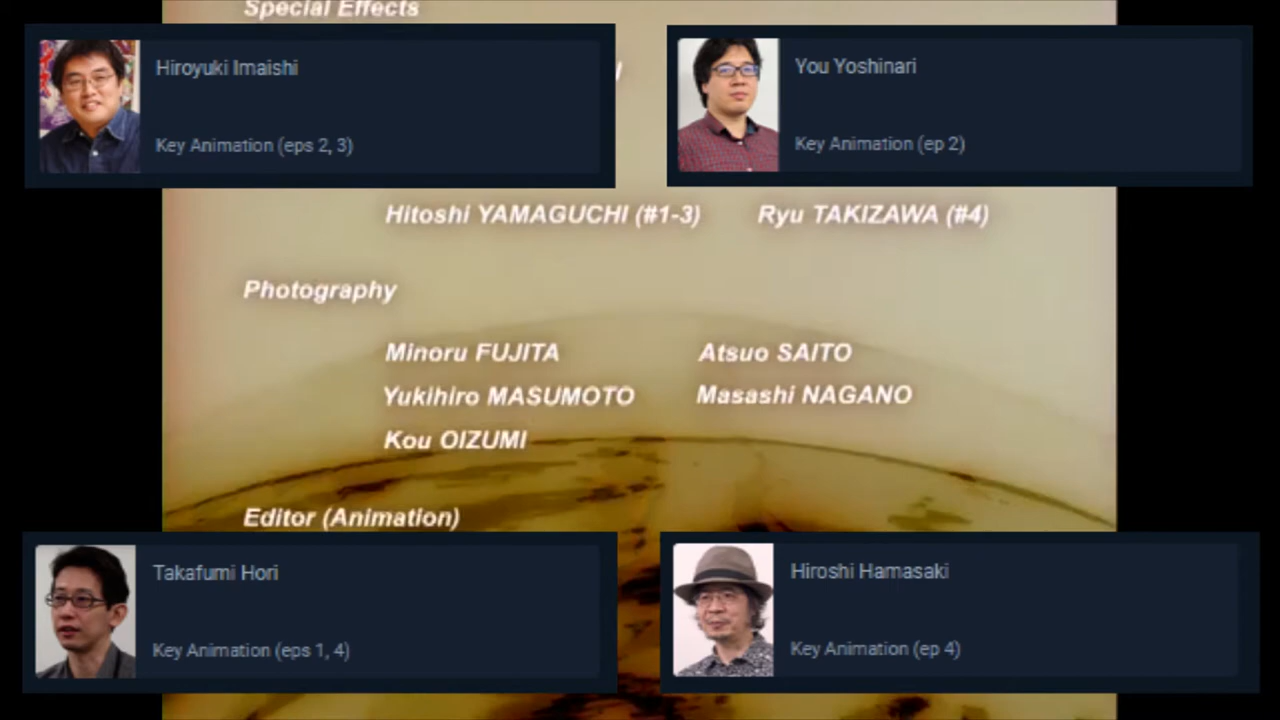 Special Effects
Hiroyuki Imaishi
Key Animation (eps 2, 3)
You Yoshinari
Key Animation (ep 2)
Hitoshi YAMAGUCHI (#1-3) Ryu TAKIZAWA (#4)
Photography
Minoru FUJITA Atsuo SAITO
Yukihiro MASUMOTO Masashi NAGANO
Kou OIZUMI
Editor (Animation)
Takafumi Hori
Key Animation (eps 1, 4)
Hiroshi Hamasaki
Key Animation (ep 4)